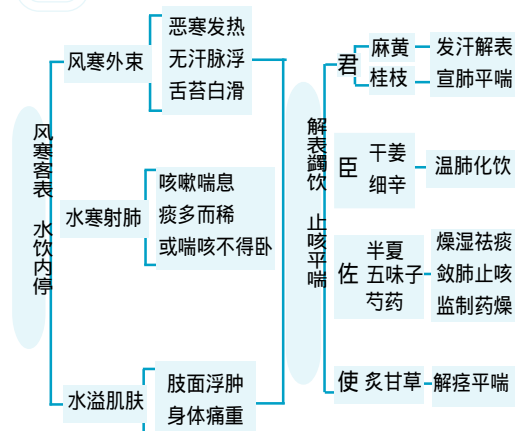 风寒客表 水饮内停
风寒外束
恶寒发热
无汗脉浮
舌苔白滑
水寒射肺
咳嗽喘息
痰多而稀
或喘咳不得卧
水溢肌肤
肢面浮肿
身体痛重
解表蠲饮 止咳平喘
君
麻黄
桂枝
发汗解表
宣肺平喘
臣
干姜
细辛
温肺化饮
佐
半夏
五味子
芍药
燥湿祛痰
敛肺止咳
监制药燥
使
炙甘草
解痉平喘